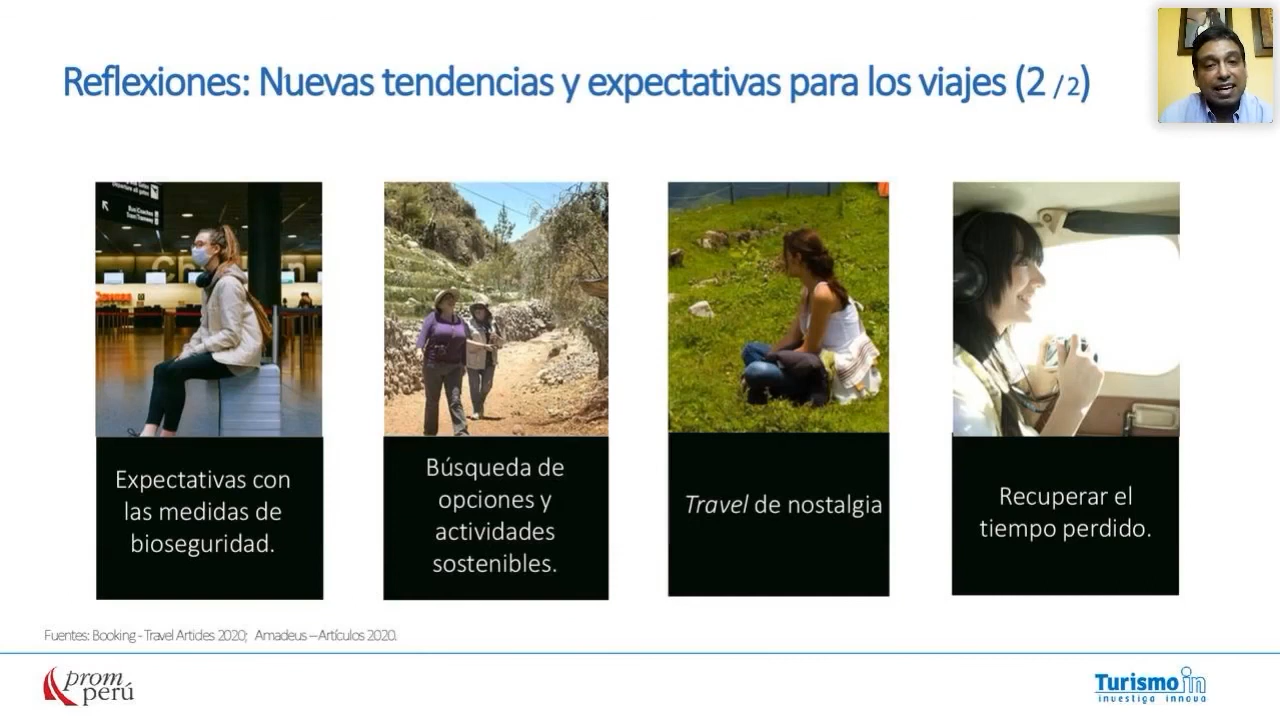 Reflexiones: Nuevas tendencias y expectativas para los viajes (2 /2)
Expectativas con
las medidas de
bioseguridad.
Búsqueda de
opciones y
actividades
sostenibles.
Travel de nostalgia
Recuperar el
tiempo perdido.
Fuentes: Booking - Travel Articles 2020; Amadeus – Artículos 2020.
prom
perú
Turismo in
investiga innova